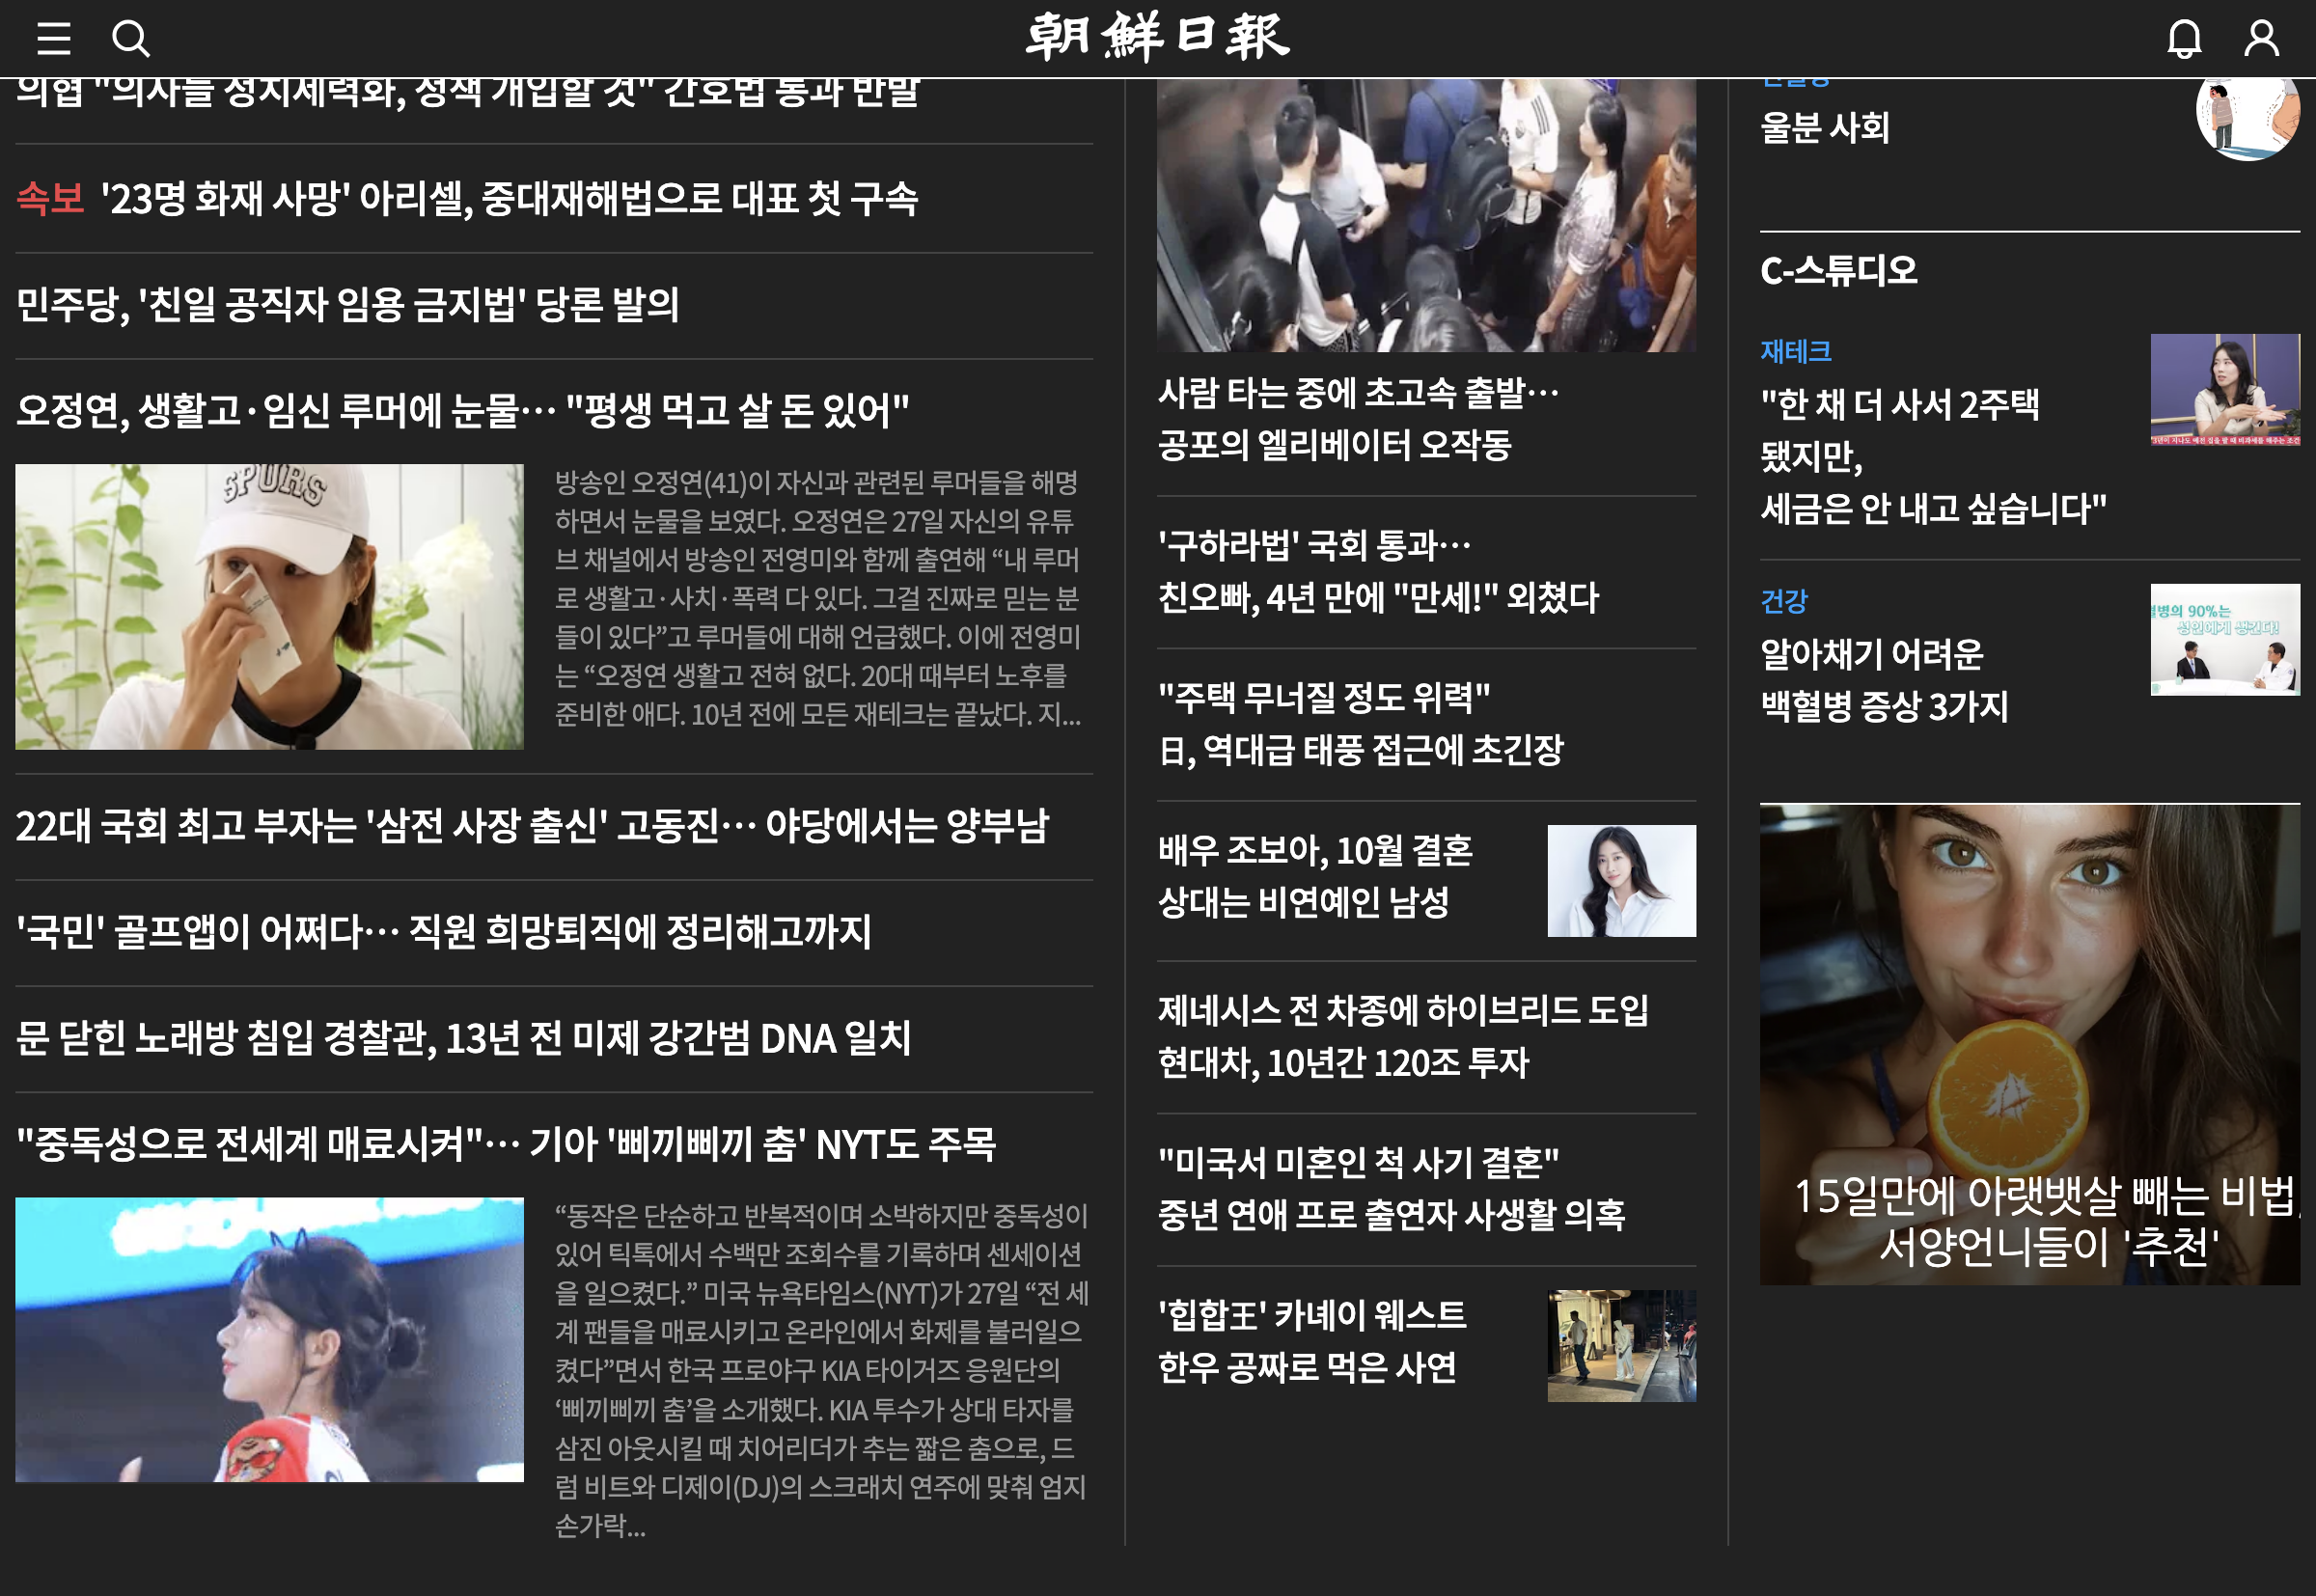 朝鮮日報
의협 "의사들 정치세력화, 정책 개입할 것" 간호법 통과 반발
속보 '23명 화재 사망' 아리셀, 중대재해법으로 대표 첫 구속
민주당, '친일 공직자 임용 금지법' 당론 발의
오정연, 생활고·임신 루머에 눈물… "평생 먹고 살 돈 있어"
SPURS
방송인 오정연(41)이 자신과 관련된 루머들을 해명
하면서 눈물을 보였다. 오정연은 27일 자신의 유튜
브 채널에서 방송인 전영미와 함께 출연해 “내 루머
로 생활고·사치·폭력 다 있다. 그걸 진짜로 믿는 분
들이 있다”고 루머들에 대해 언급했다. 이에 전영미
는 “오정연 생활고 전혀 없다. 20대 때부터 노후를
준비한 애다. 10년 전에 모든 재테크는 끝났다. 지...
22대 국회 최고 부자는 '삼전 사장 출신' 고동진… 야당에서는 양부남
'국민' 골프앱이 어쩌다… 직원 희망퇴직에 정리해고까지
문 닫힌 노래방 침입 경찰관, 13년 전 미제 강간범 DNA 일치
"중독성으로 전세계 매료시켜"… 기아 '삐끼삐끼 춤' NYT도 주목
“동작은 단순하고 반복적이며 소박하지만 중독성이
있어 틱톡에서 수백만 조회수를 기록하며 센세이션
을 일으켰다.” 미국 뉴욕타임스(NYT)가 27일 “전 세
계 팬들을 매료시키고 온라인에서 화제를 불러일으
켰다”면서 한국 프로야구 KIA 타이거즈 응원단의
‘삐끼삐끼 춤’을 소개했다. KIA 투수가 상대 타자를
삼진 아웃시킬 때 치어리더가 추는 짧은 춤으로, 드
럼 비트와 디제이(DJ)의 스크래치 연주에 맞춰 엄지
손가락...
사람 타는 중에 초고속 출발…
공포의 엘리베이터 오작동
'구하라법' 국회 통과…
친오빠, 4년 만에 "만세!" 외쳤다
"주택 무너질 정도 위력"
日, 역대급 태풍 접근에 초긴장
배우 조보아, 10월 결혼
상대는 비연예인 남성
제네시스 전 차종에 하이브리드 도입
현대차, 10년간 120조 투자
"미국서 미혼인 척 사기 결혼"
중년 연애 프로 출연자 사생활 의혹
'힙합王' 카녜이 웨스트
한우 공짜로 먹은 사연
울분 사회
C-스튜디오
재테크
"한 채 더 사서 2주택
됐지만,
세금은 안 내고 싶습니다"
건강
알아채기 어려운
백혈병 증상 3가지
혈병의 90%는
성인에게 생긴다!
15일만에 아랫뱃살 빼는 비법,
서양언니들이 '추천'